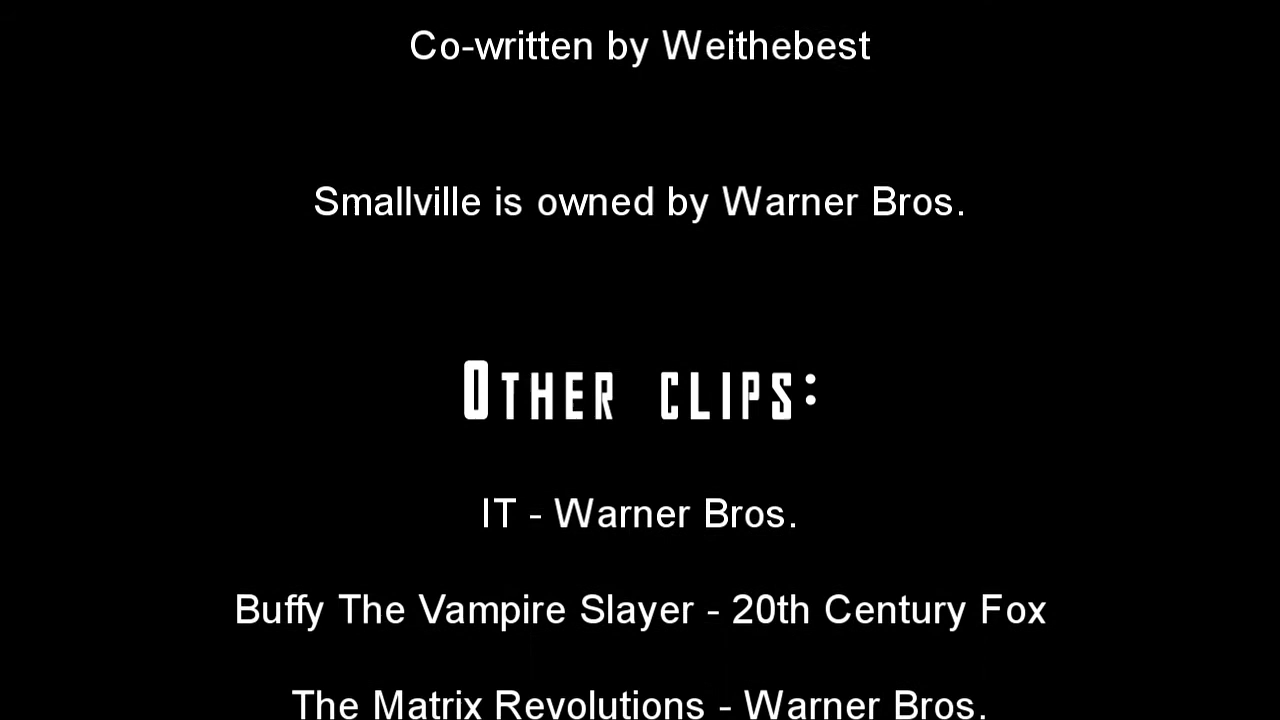 Co-written by Weithebest
Smallville is owned by Warner Bros.
Other clips:
IT - Warner Bros.
Buffy The Vampire Slayer - 20th Century Fox
The Matrix Revolutions - Warner Bros.